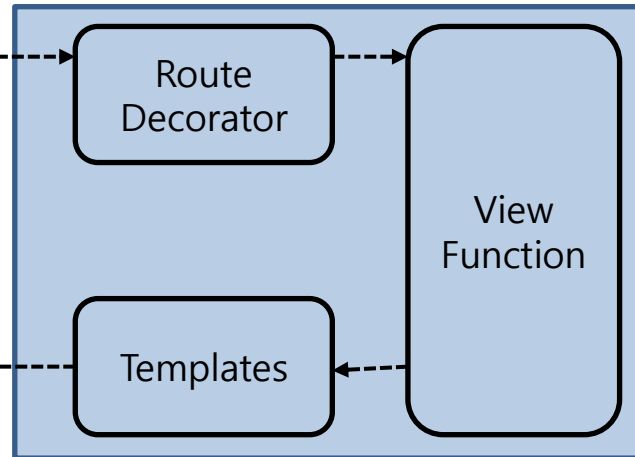 Route
Decorator
View
Function
Templates